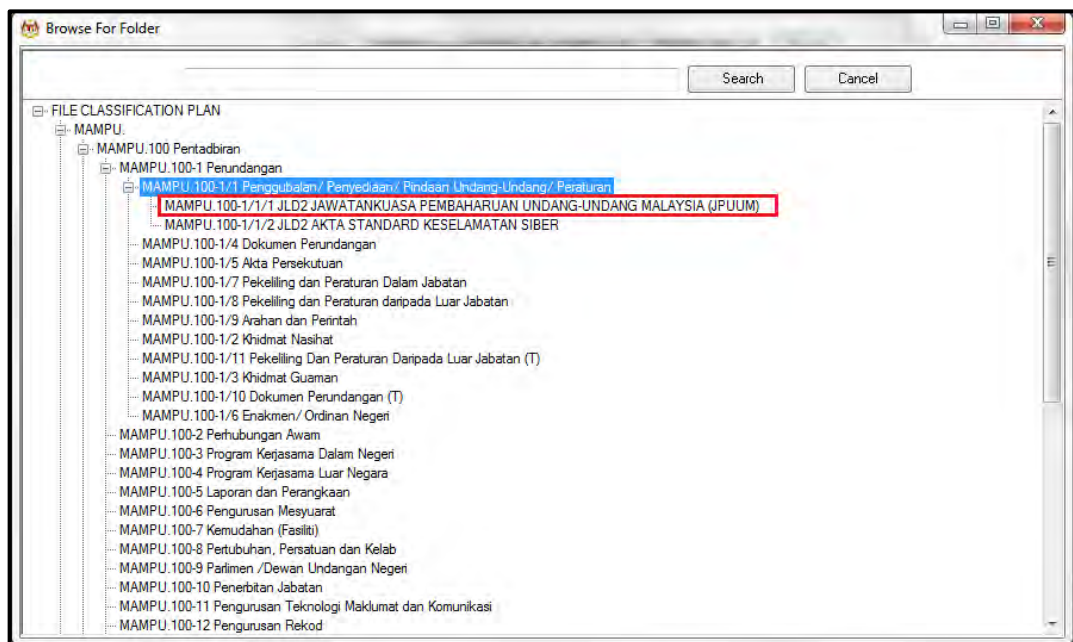 Browse For Folder
Search Cancel
FILE CLASSIFICATION PLAN
MAMPU.
MAMPU.100 Pentadbiran
MAMPU.100-1 Perundangan
MAMPU.100-1/1 Penggubalan/ Penyediaan/ Pindaan Undang-Undang/ Peraturan
MAMPU.100-1/1/1 JLD2 JAWATANKUASA PEMBAHARUAN UNDANG-UNDANG MALAYSIA (JPUUM)
MAMPU.100-1/1/2 JLD2 AKTA STANDARD KESELAMATAN SIBER
MAMPU.100-1/4 Dokumen Perundangan
MAMPU.100-1/5 Akta Persekutuan
MAMPU.100-1/7 Pekeliling dan Peraturan Dalam Jabatan
MAMPU.100-1/8 Pekeliling dan Peraturan daripada Luar Jabatan
MAMPU.100-1/9 Arahan dan Perintah
MAMPU.100-1/2 Khidmat Nasihat
MAMPU.100-1/11 Pekeliling Dan Peraturan Daripada Luar Jabatan (T)
MAMPU.100-1/3 Khidmat Guaman
MAMPU.100-1/10 Dokumen Perundangan (T)
MAMPU.100-1/6 Enakmen/ Ordinan Negeri
MAMPU.100-2 Perhubungan Awam
MAMPU.100-3 Program Kerjasama Dalam Negeri
MAMPU.100-4 Program Kerjasama Luar Negara
MAMPU.100-5 Laporan dan Perangkaan
MAMPU.100-6 Pengurusan Mesyuarat
MAMPU.100-7 Kemudahan (Fasiliti)
MAMPU.100-8 Pertubuhan, Persatuan dan Kelab
MAMPU.100-9 Parlimen /Dewan Undangan Negeri
MAMPU.100-10 Penerbitan Jabatan
MAMPU.100-11 Pengurusan Teknologi Maklumat dan Komunikasi
MAMPU.100-12 Pengurusan Rekod